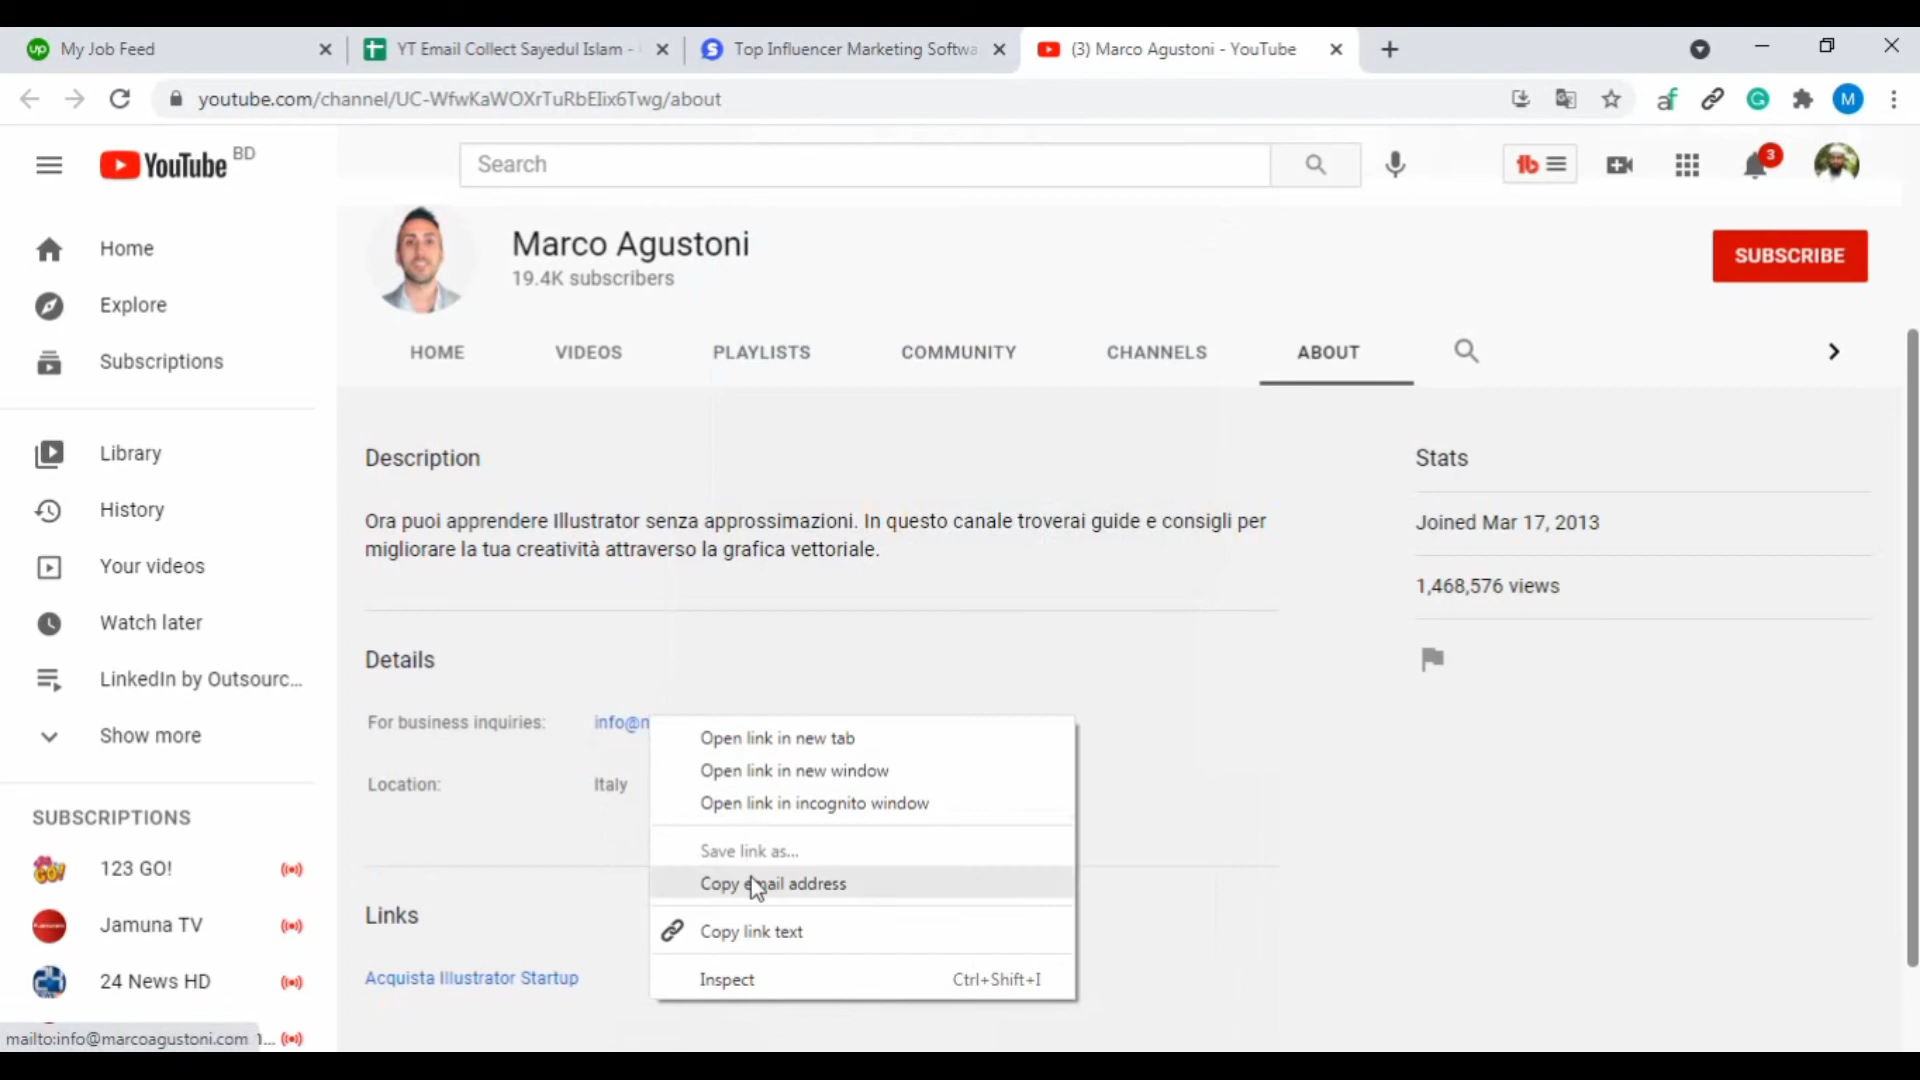 My Job Feed
YT Email Collect Sayedul Islam -
Top Influencer Marketing Softwa
(3) Marco Agustoni - YouTube
youtube.com/channel/UC-WfwKaWOXrTuRbEIix6Twg/about
M
YouTube BD
Search
3
Home
Explore
Subscriptions
Library
History
Your videos
Watch later
LinkedIn by Outsourc...
Show more
SUBSCRIPTIONS
123 GO!
Jamuna TV
24 News HD
mailto:info@marcoagustoni.com
Marco Agustoni
19.4K subscribers
SUBSCRIBE
HOME
VIDEOS
PLAYLISTS
COMMUNITY
CHANNELS
ABOUT
Description
Ora puoi apprendere Illustrator senza approssimazioni. In questo canale troverai guide e consigli per
migliorare la tua creatività attraverso la grafica vettoriale.
Details
For business inquiries: info@
Location: Italy
Links
Acquista Illustrator Startup
Open link in new tab
Open link in new window
Open link in incognito window
Save link as...
Copy email address
Copy link text
Inspect Ctrl+Shift+I
Stats
Joined Mar 17, 2013
1,468,576 views